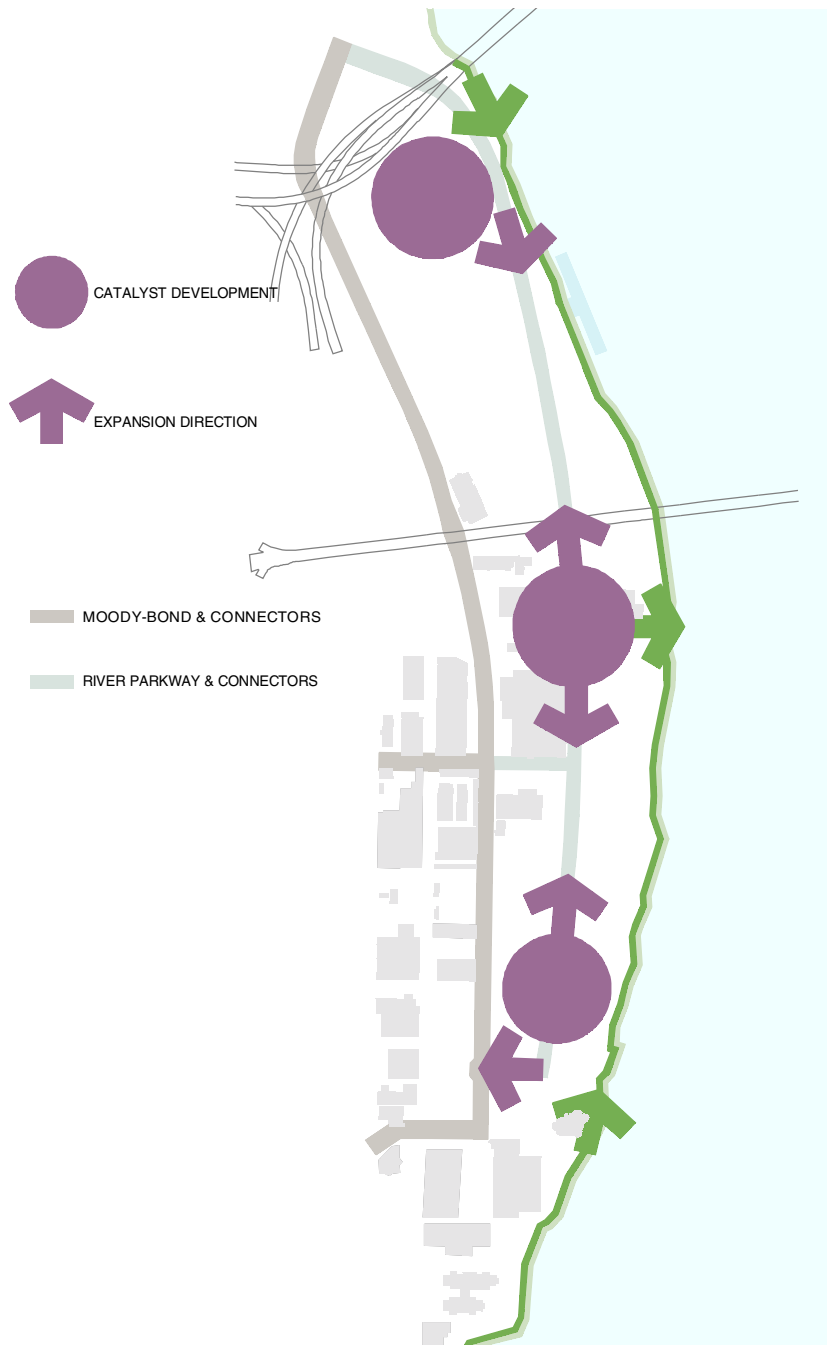 CATALYST DEVELOPMENT
EXPANSION DIRECTION
MOODY-BOND & CONNECTORS
RIVER PARKWAY & CONNECTORS